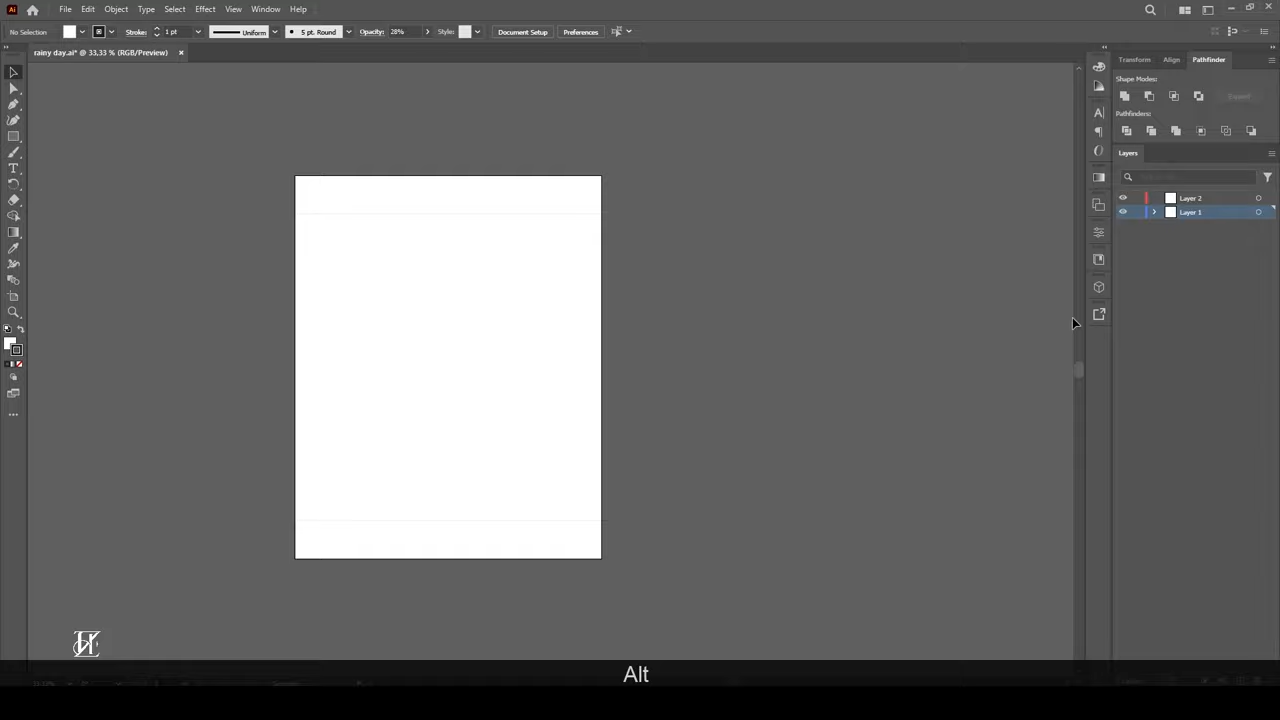 Ai File Edit Object Type Select Effect View Window Help
No Selection Stroke: 1 pt Uniform 5 pt. Round Opacity: 28% Style: Document Setup Preferences
rainy day.ai* @ 33,33 % (RGB/Preview) ×
Transform Align Pathfinder
Shape Modes:
Expand
Pathfinders:
Layers
Layer 2
Layer 1
Alt